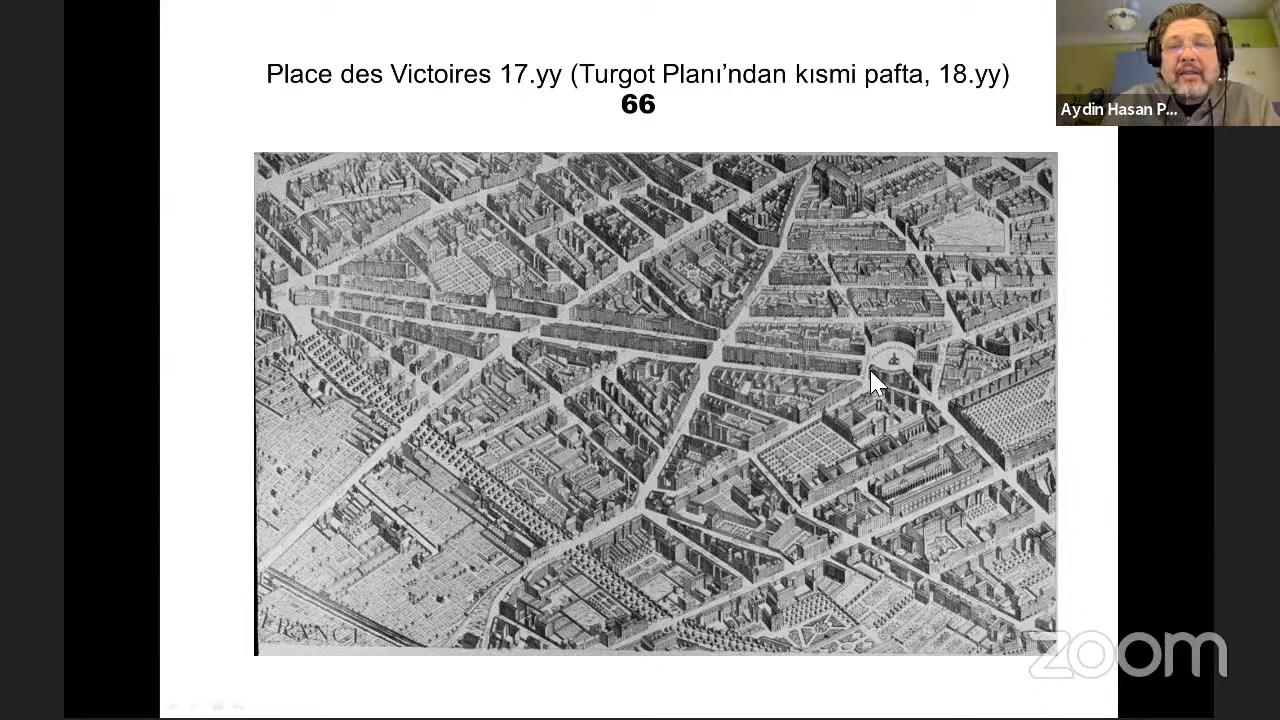 Place des Victoires 17.yy (Turgot Planı’ndan kısmi pafta, 18.yy)
66
Aydin Hasan P...
zoom